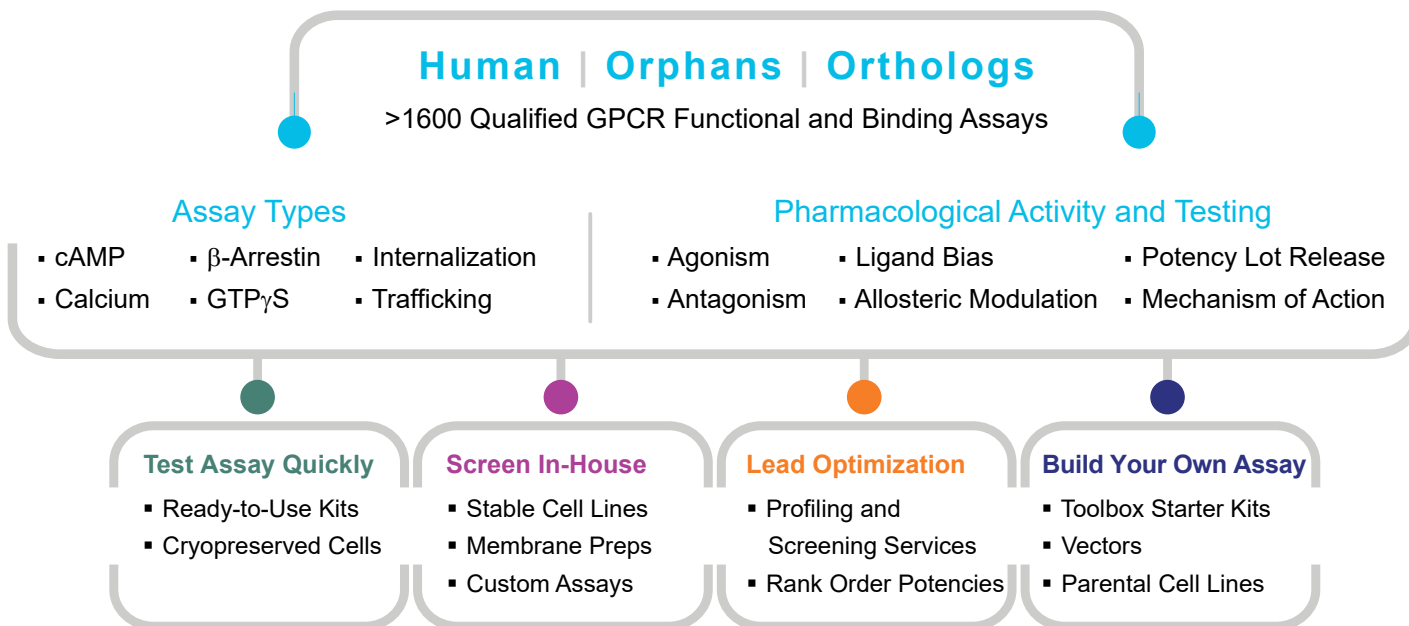 Human | Orphans | Orthologs
>1600 Qualified GPCR Functional and Binding Assays
Assay Types
▪ cAMP ▪ β-Arrestin ▪ Internalization
▪ Calcium ▪ GTPγS ▪ Trafficking
Pharmacological Activity and Testing
▪ Agonism ▪ Ligand Bias ▪ Potency Lot Release
▪ Antagonism ▪ Allosteric Modulation ▪ Mechanism of Action
Test Assay Quickly
▪ Ready-to-Use Kits
▪ Cryopreserved Cells
Screen In-House
▪ Stable Cell Lines
▪ Membrane Preps
▪ Custom Assays
Lead Optimization
▪ Profiling and
Screening Services
▪ Rank Order Potencies
Build Your Own Assay
▪ Toolbox Starter Kits
▪ Vectors
▪ Parental Cell Lines